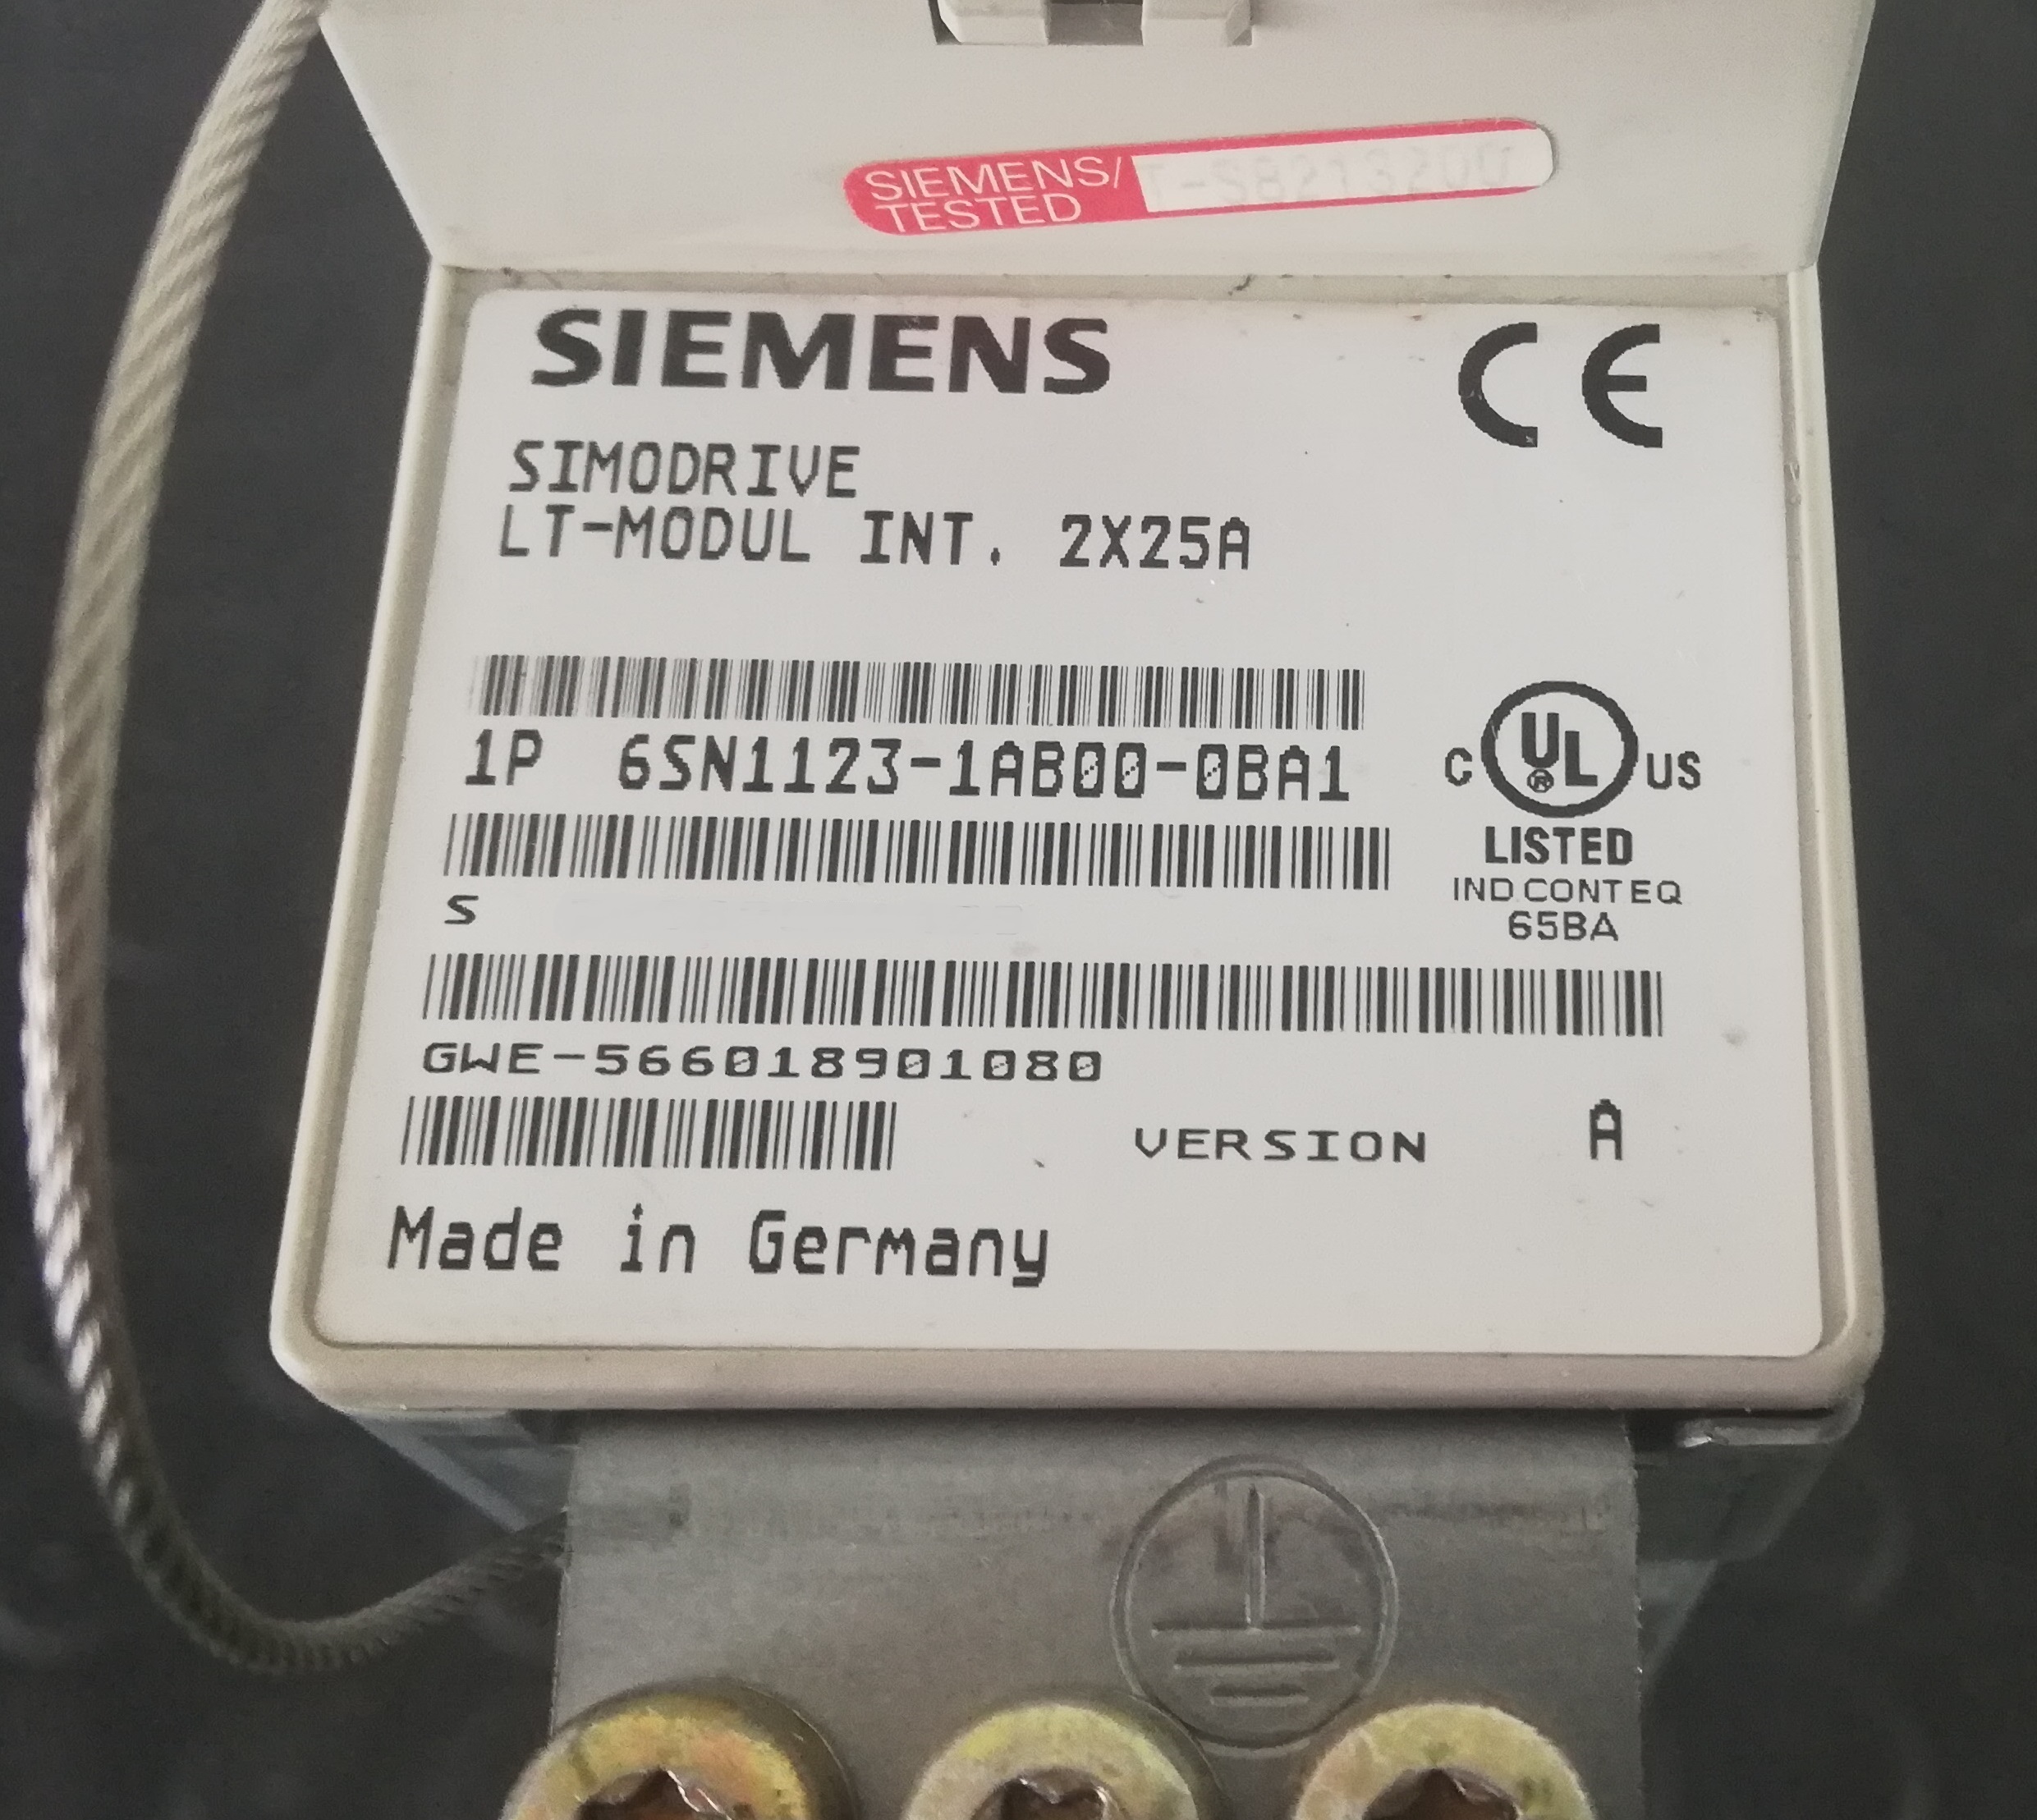 SIEMENS/
TESTED
T-SB213200
SIEMENS
CE
SIMODRIVE
LT-MODUL INT. 2X25A
1P 6SN1123-1AB00-0BA1
C UL® US
LISTED
IND CONT EQ
65BA
S
GWE-566018901080
VERSION A
Made in Germany